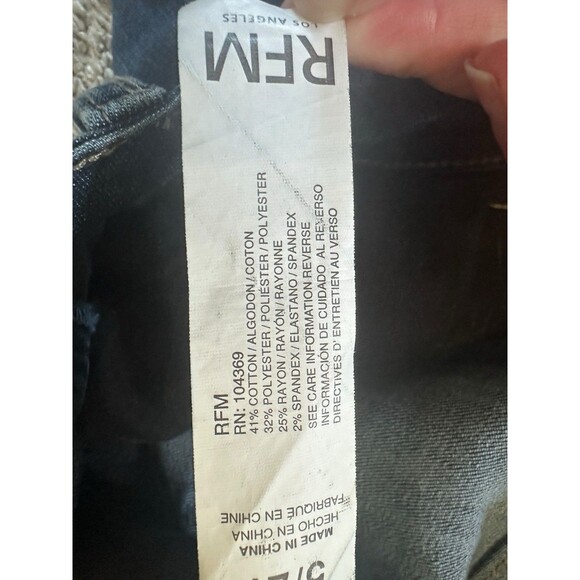 RFM
LOS ANGELES
RFM
RN: 104369
41% COTTON / ALGODON / COTON
32% POLYESTER / POLIÉSTER / POLYESTER
25% RAYON / RAYÓN / RAYONNE
2% SPANDEX / ELASTANO / SPANDEX
SEE CARE INFORMATION REVERSE
INFORMACIÓN DE CUIDADO AL REVERSO
DIRECTIVES D' ENTRETIEN AU VERSO
MADE IN CHINA
HECHO EN CHINA
FABRIQUÉ EN CHINE